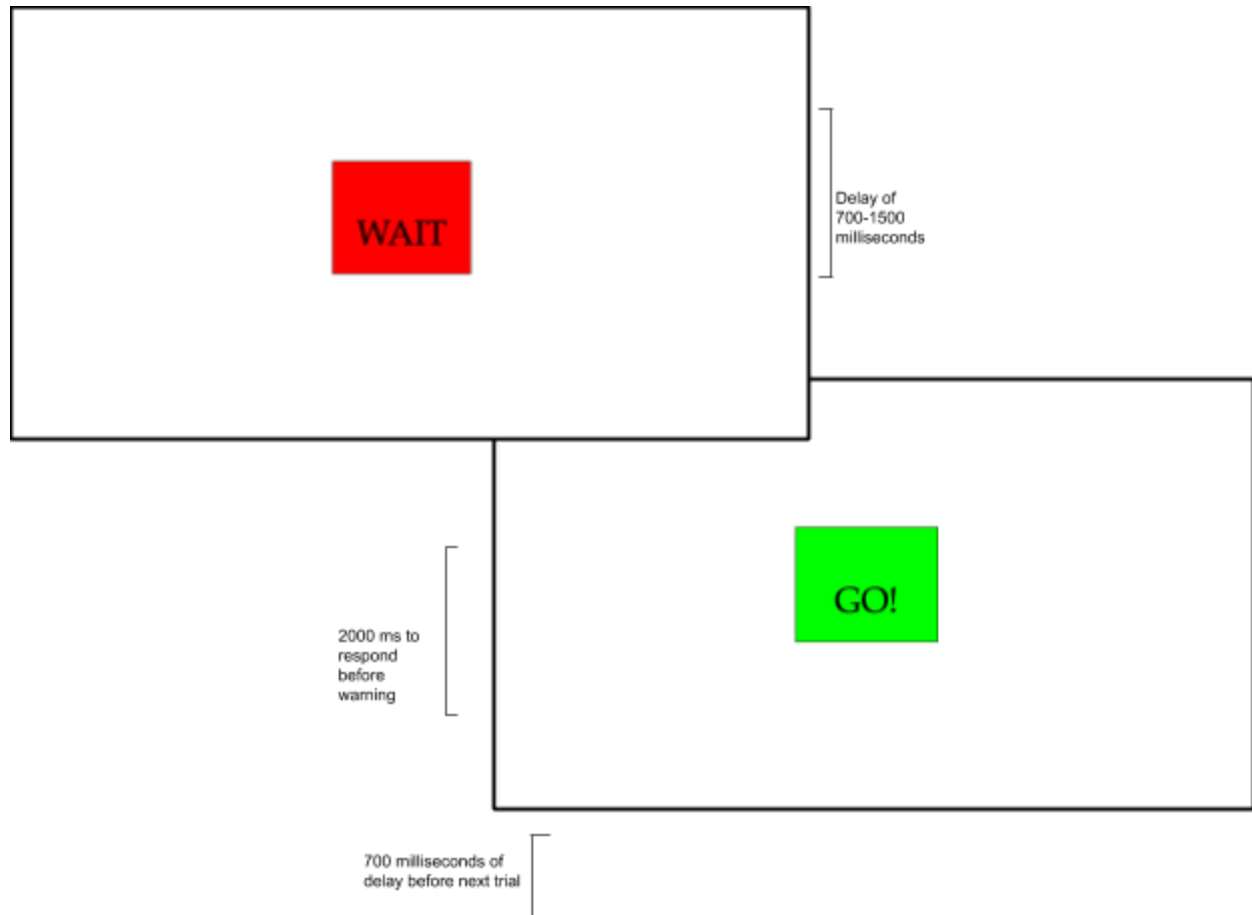 WAIT
Delay of
700-1500
milliseconds
GO!
2000 ms to
respond
before
warning
700 milliseconds of
delay before next trial